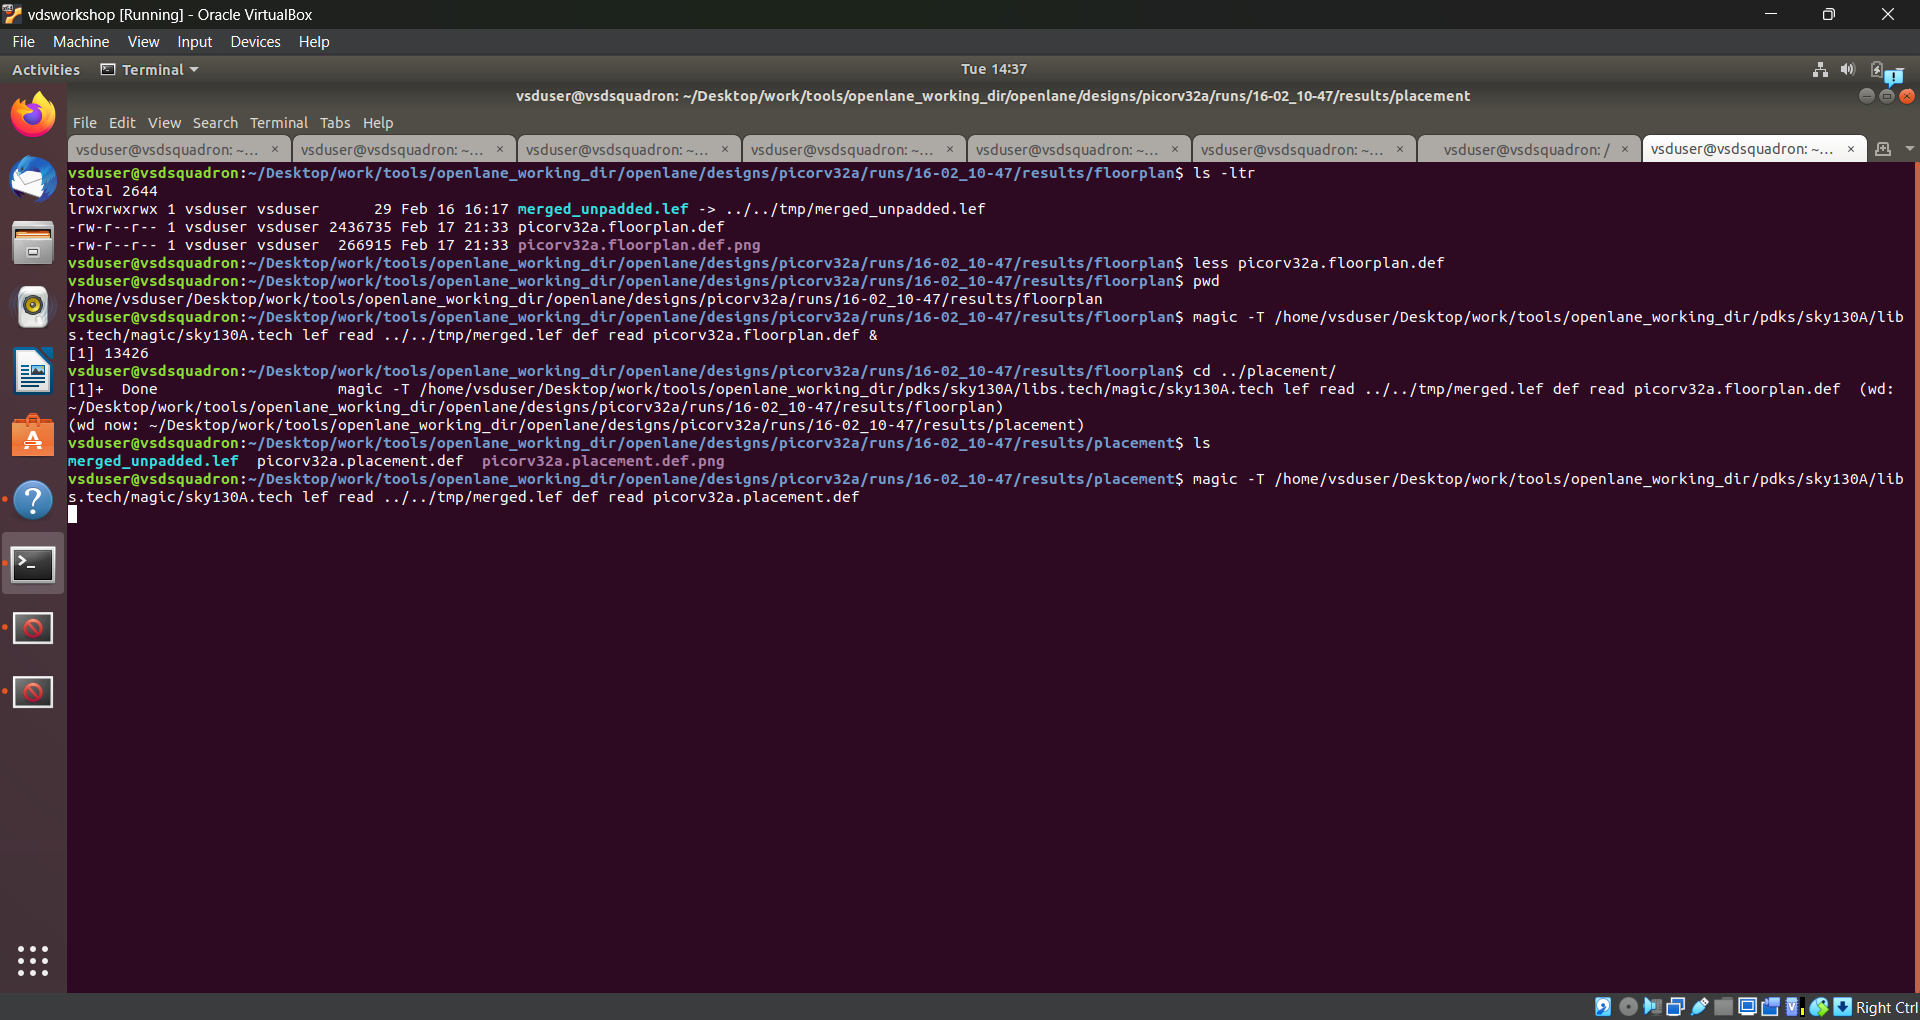 vdsworkshop [Running] - Oracle VirtualBox
File Machine View Input Devices Help
Activities Terminal Tue 14:37
vsduser@vsdsquadron: ~/Desktop/work/tools/openlane_working_dir/openlane/designs/picorv32a/runs/16-02_10-47/results/placement
File Edit View Search Terminal Tabs Help
vsduser@vsdsquadron: ~... × vsduser@vsdsquadron: ~... × vsduser@vsdsquadron: ~... × vsduser@vsdsquadron: ~... × vsduser@vsdsquadron: ~... × vsduser@vsdsquadron: ~... × vsduser@vsdsquadron: / × vsduser@vsdsquadron: ~... ×
vsduser@vsdsquadron:~/Desktop/work/tools/openlane_working_dir/openlane/designs/picorv32a/runs/16-02_10-47/results/floorplan$ ls -ltr
total 2644
lrwxrwxrwx 1 vsduser vsduser      29 Feb 16 16:17 merged_unpadded.lef -> ../../tmp/merged_unpadded.lef
-rw-r--r-- 1 vsduser vsduser 2436735 Feb 17 21:33 picorv32a.floorplan.def
-rw-r--r-- 1 vsduser vsduser  266915 Feb 17 21:33 picorv32a.floorplan.def.png
vsduser@vsdsquadron:~/Desktop/work/tools/openlane_working_dir/openlane/designs/picorv32a/runs/16-02_10-47/results/floorplan$ less picorv32a.floorplan.def
vsduser@vsdsquadron:~/Desktop/work/tools/openlane_working_dir/openlane/designs/picorv32a/runs/16-02_10-47/results/floorplan$ pwd
/home/vsduser/Desktop/work/tools/openlane_working_dir/openlane/designs/picorv32a/runs/16-02_10-47/results/floorplan
vsduser@vsdsquadron:~/Desktop/work/tools/openlane_working_dir/openlane/designs/picorv32a/runs/16-02_10-47/results/floorplan$ magic -T /home/vsduser/Desktop/work/tools/openlane_working_dir/pdks/sky130A/lib
s.tech/magic/sky130A.tech lef read ../../tmp/merged.lef def read picorv32a.floorplan.def &
[1] 13426
vsduser@vsdsquadron:~/Desktop/work/tools/openlane_working_dir/openlane/designs/picorv32a/runs/16-02_10-47/results/floorplan$ cd ../placement/
[1]+  Done                    magic -T /home/vsduser/Desktop/work/tools/openlane_working_dir/pdks/sky130A/libs.tech/magic/sky130A.tech lef read ../../tmp/merged.lef def read picorv32a.floorplan.def  (wd:
~/Desktop/work/tools/openlane_working_dir/openlane/designs/picorv32a/runs/16-02_10-47/results/floorplan)
(wd now: ~/Desktop/work/tools/openlane_working_dir/openlane/designs/picorv32a/runs/16-02_10-47/results/placement)
vsduser@vsdsquadron:~/Desktop/work/tools/openlane_working_dir/openlane/designs/picorv32a/runs/16-02_10-47/results/placement$ ls
merged_unpadded.lef  picorv32a.placement.def  picorv32a.placement.def.png
vsduser@vsdsquadron:~/Desktop/work/tools/openlane_working_dir/openlane/designs/picorv32a/runs/16-02_10-47/results/placement$ magic -T /home/vsduser/Desktop/work/tools/openlane_working_dir/pdks/sky130A/lib
s.tech/magic/sky130A.tech lef read ../../tmp/merged.lef def read picorv32a.placement.def
Right Ctrl